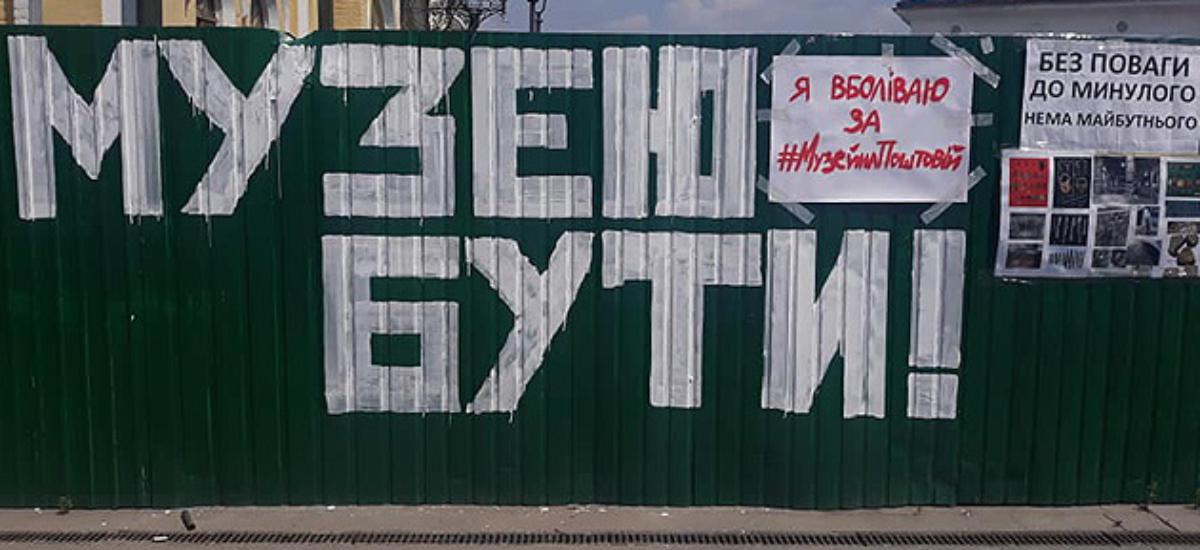 МУЗЕЮ
БУТИ!
Я ВБОЛІВАЮ
ЗА
#МузейнаПоштовій
БЕЗ ПОВАГИ
ДО МИНУЛОГО
НЕМА МАЙБУТНЬОГО